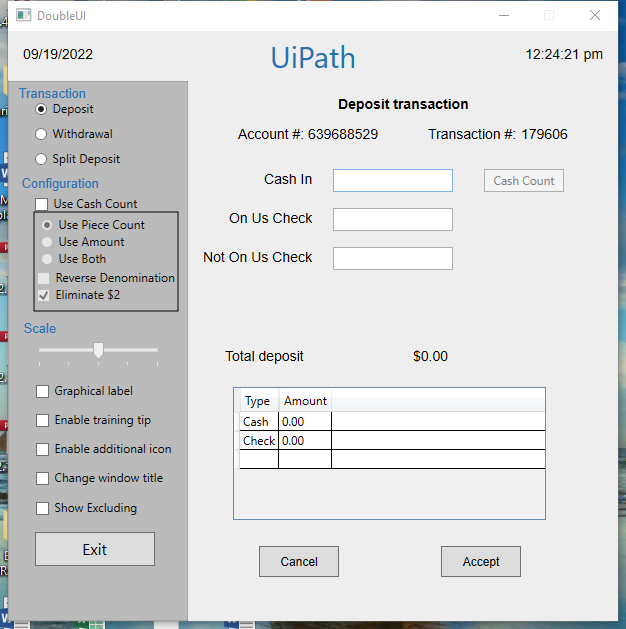 DoubleUI
09/19/2022
UiPath
12:24:21 pm
Transaction
Deposit
Withdrawal
Split Deposit
Configuration
Use Cash Count
Use Piece Count
Use Amount
Use Both
Reverse Denomination
Eliminate $2
Scale
Graphical label
Enable training tip
Enable additional icon
Change window title
Show Excluding
Exit
Deposit transaction
Account #: 639688529 Transaction #: 179606
Cash In
Cash Count
On Us Check
Not On Us Check
Total deposit $0.00
Type Amount
Cash 0.00
Check 0.00
Cancel Accept